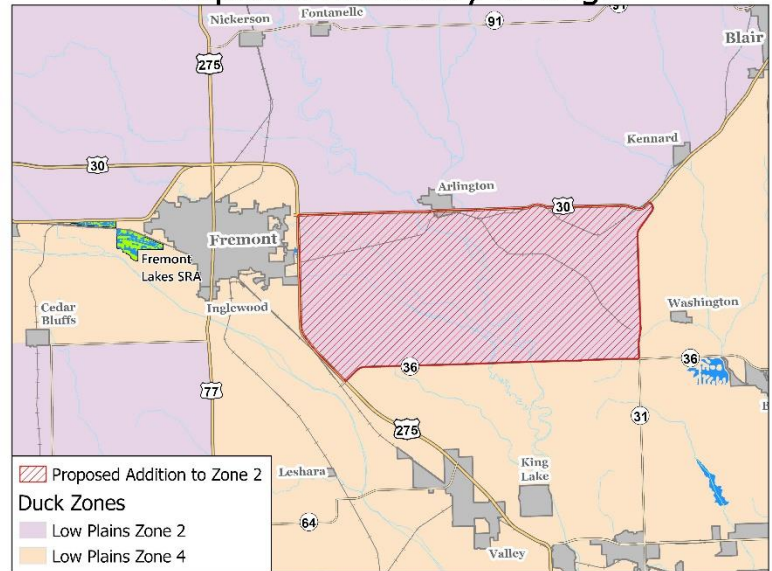 Nickerson
Fontanelle
91
Blair
275
Kennard
30
Arlington
30
Fremont
Fremont
Lakes SRA
Inglewood
Cedar
Bluffs
Washington
36
36
77
31
275
Leshara
King
Lake
64
Valley
Proposed Addition to Zone 2
Duck Zones
Low Plains Zone 2
Low Plains Zone 4